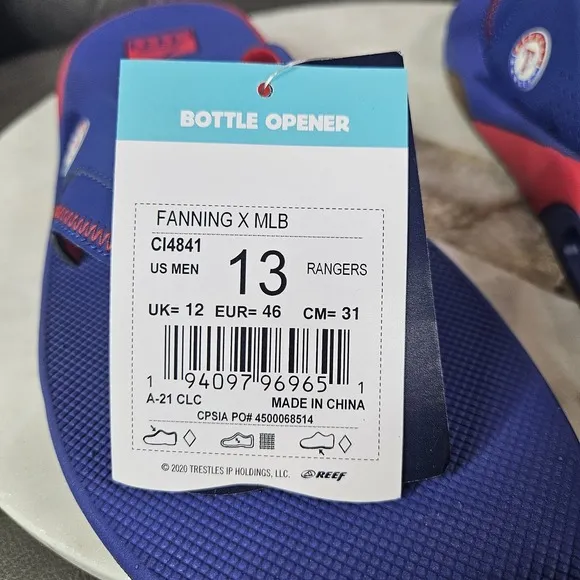 BOTTLE OPENER
FANNING X MLB
CI4841
US MEN 13 RANGERS
UK= 12 EUR= 46 CM= 31
1 94097 96965 1
A-21 CLC MADE IN CHINA
CPSIA PO# 4500068514
© 2020 TRESTLES IP HOLDINGS, LLC. REEF